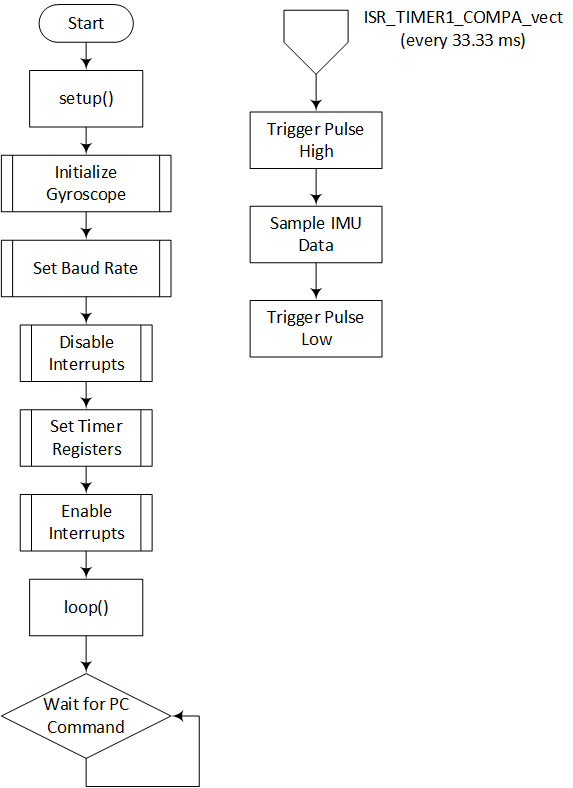 Start
setup()
Initialize
Gyroscope
Set Baud Rate
Disable
Interrupts
Set Timer
Registers
Enable
Interrupts
loop()
Wait for PC
Command
ISR_TIMER1_COMPA_vect
(every 33.33 ms)
Trigger Pulse
High
Sample IMU
Data
Trigger Pulse
Low